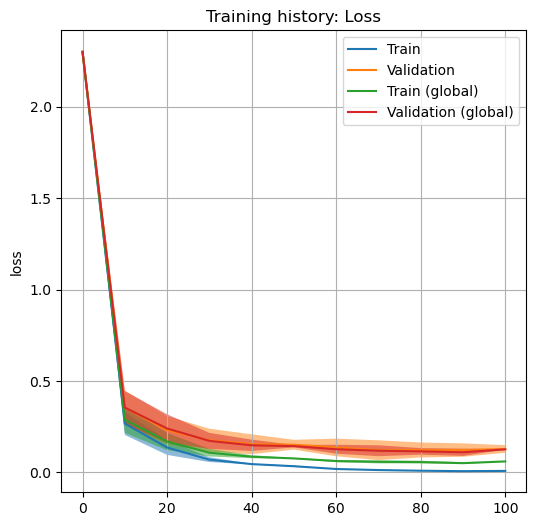 Training history: Loss
Train
Validation
Train (global)
Validation (global)
loss
2.0
1.5
1.0
0.5
0.0
0 20 40 60 80 100